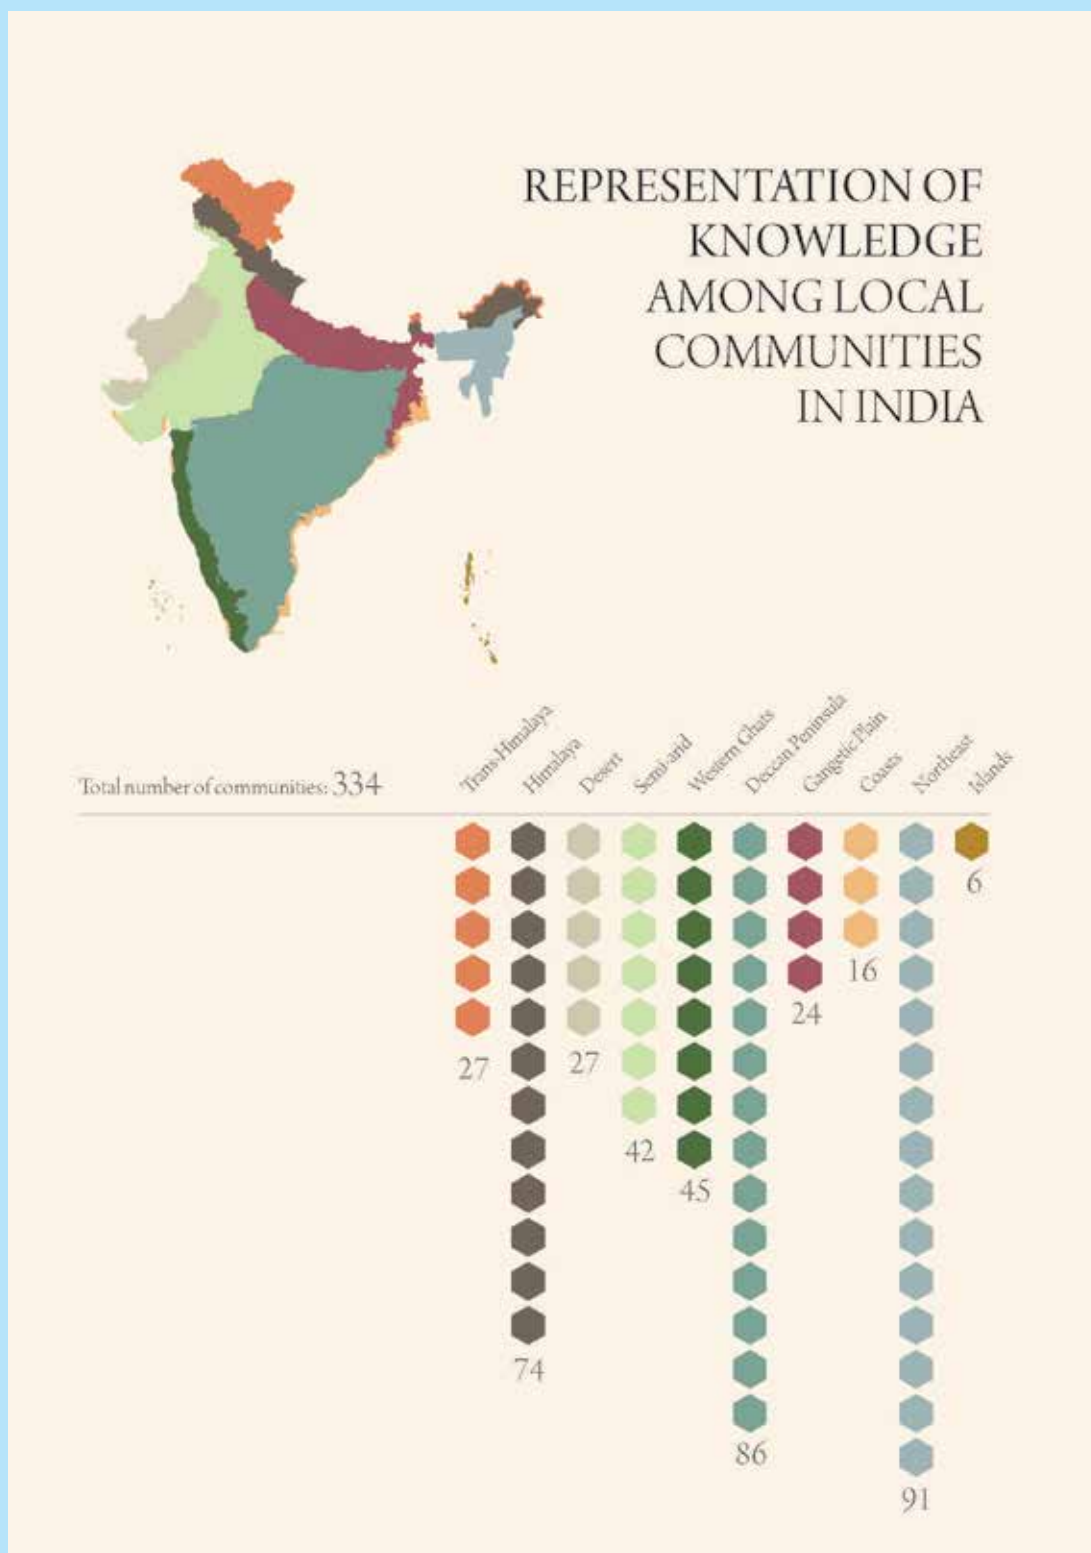 REPRESENTATION OF
KNOWLEDGE
AMONG LOCAL
COMMUNITIES
IN INDIA
Total number of communities: 334
Trans-Himalaya
Himalaya
Desert
Semi-arid
Western Ghats
Deccan Peninsula
Gangetic Plain
Coasts
Northeast
Islands
6
16
24
27
27
42
45
74
86
91